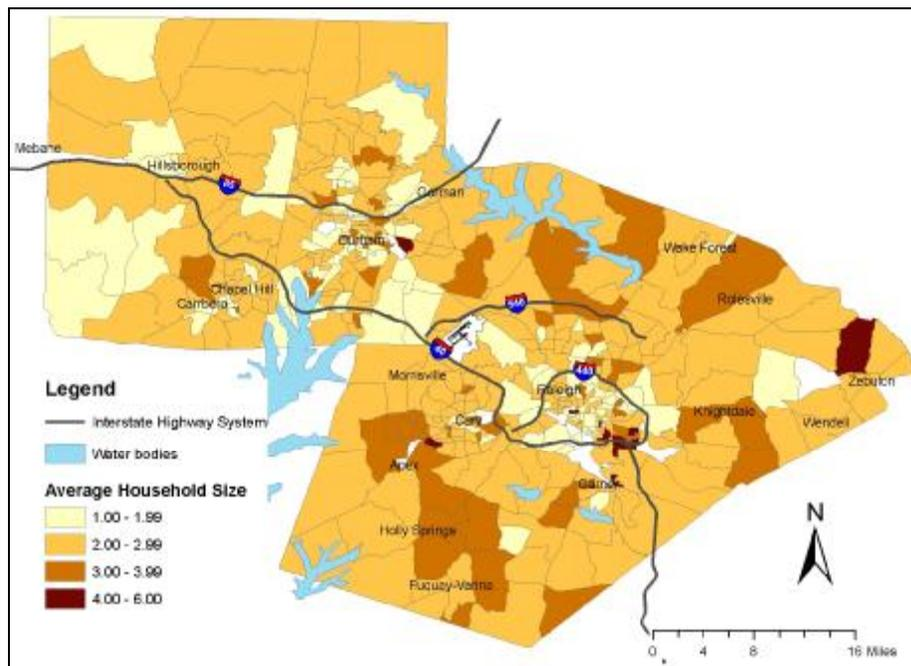 Mebane
Hillsborough
85
Gorman
Durham
Wake Forest
Chapel Hill
Carrboro
Rolesville
540
40
Morrisville
440
Raleigh
Zebulon
Cary
Knightdale
Wendell
Apex
Garner
Holly Springs
Fuquay-Varina
Legend
Interstate Highway System
Water bodies
Average Household Size
1.00 - 1.99
2.00 - 2.99
3.00 - 3.99
4.00 - 6.00
N
0 4 8 16 Miles